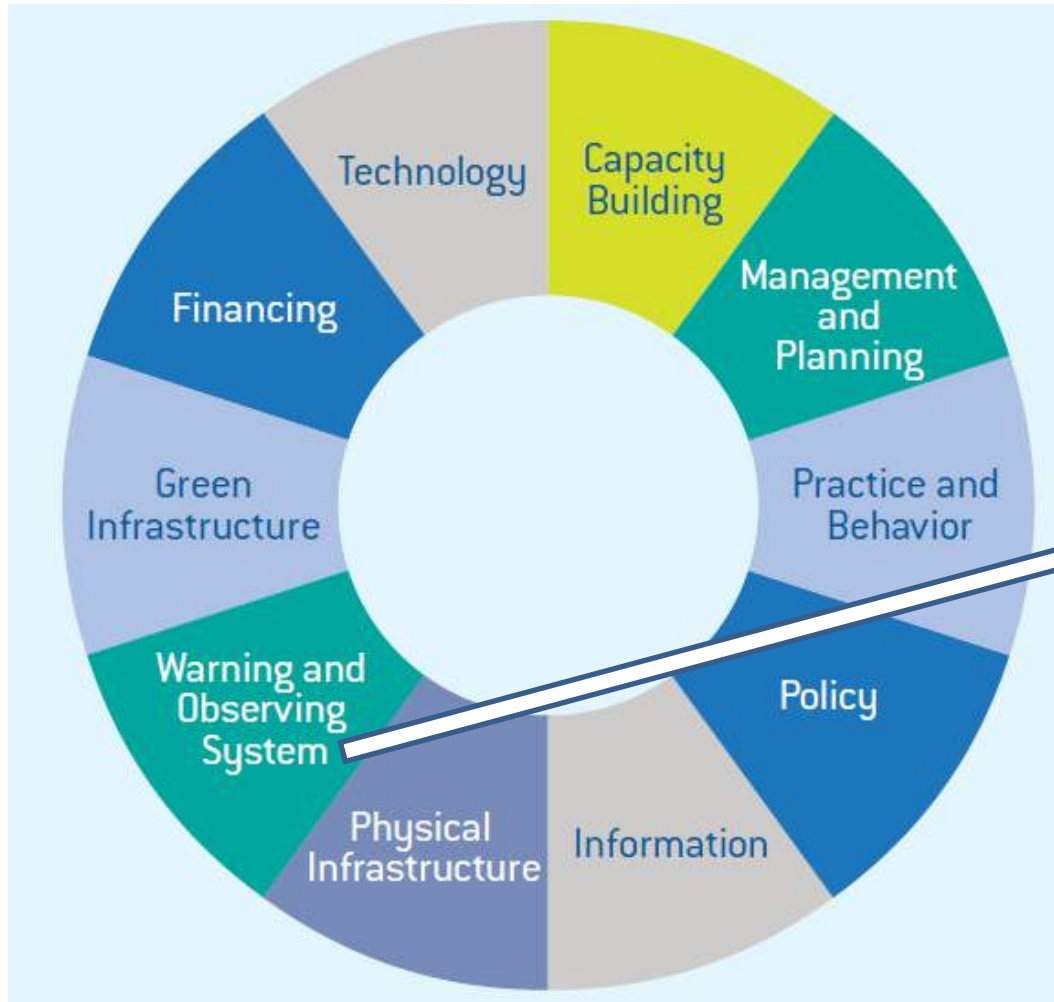 Technology
Capacity
Building
Management
and
Planning
Practice and
Behavior
Policy
Information
Physical
Infrastructure
Warning and
Observing
System
Green
Infrastructure
Financing